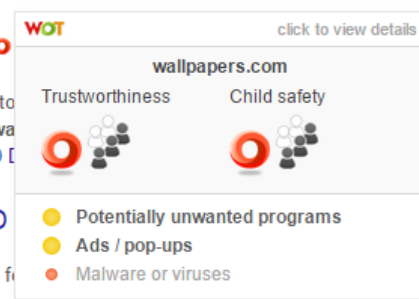 WOT click to view details
wallpapers.com
Trustworthiness Child safety
Potentially unwanted programs
Ads / pop-ups
Malware or viruses